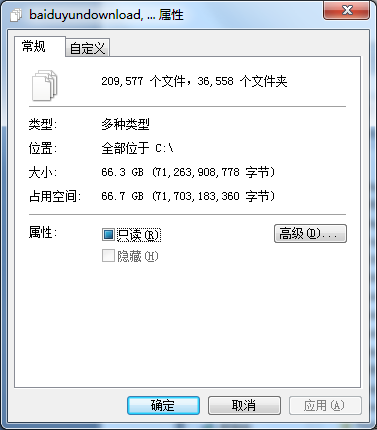 baiduyundownload, ... 属性
常规 自定义
209,577 个文件，36,558 个文件夹
类型: 多种类型
位置: 全部位于 C:\
大小: 66.3 GB (71,263,908,778 字节)
占用空间: 66.7 GB (71,703,183,360 字节)
属性: 只读(R) 高级(D)...
隐藏(H)
确定 取消 应用(A)